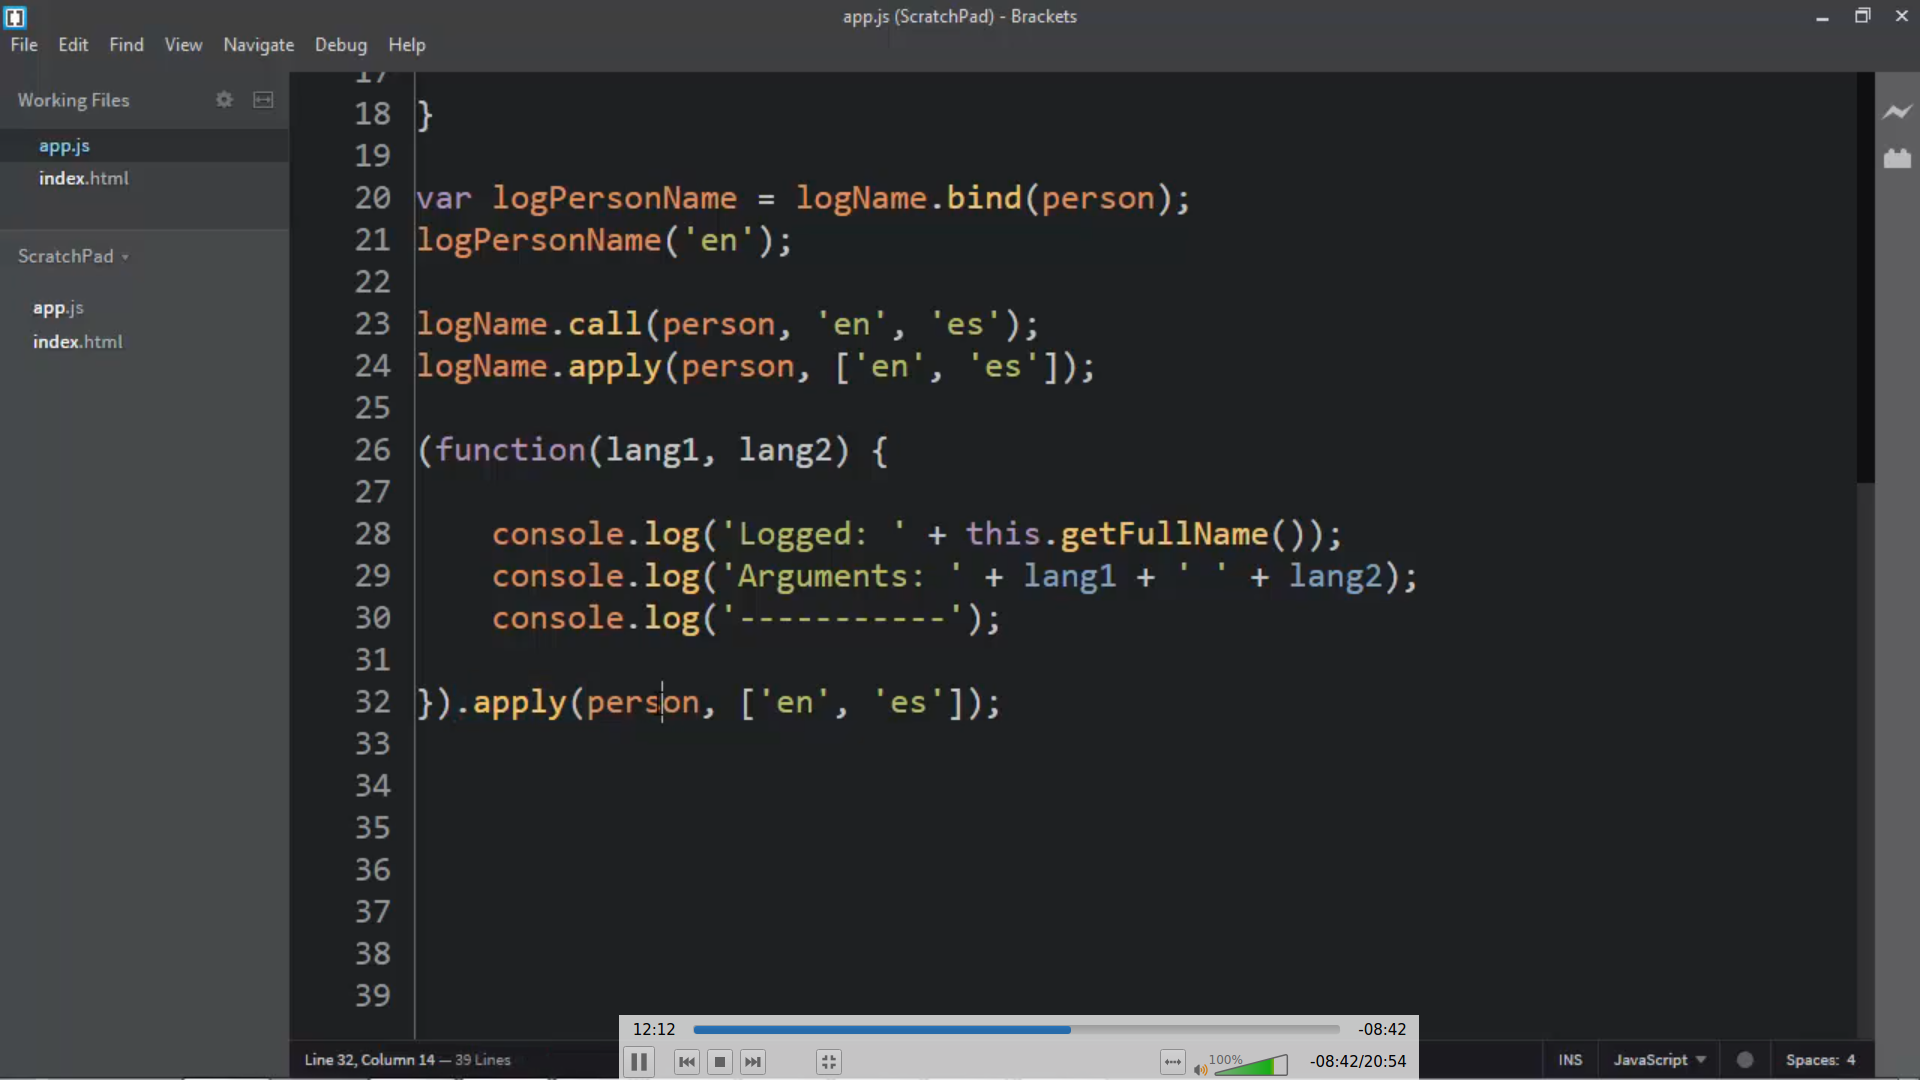 app.js (ScratchPad) - Brackets
File Edit Find View Navigate Debug Help
Working Files
app.js
index.html
ScratchPad
app.js
index.html
17
18 }
19
20 var logPersonName = logName.bind(person);
21 logPersonName('en');
22
23 logName.call(person, 'en', 'es');
24 logName.apply(person, ['en', 'es']);
25
26 (function(lang1, lang2) {
27
28     console.log('Logged: ' + this.getFullName());
29     console.log('Arguments: ' + lang1 + ' ' + lang2);
30     console.log('-----------');
31
32 }).apply(person, ['en', 'es']);
33
34
35
36
37
38
39
12:12 -08:42
100% -08:42/20:54
Line 32, Column 14 — 39 Lines
INS JavaScript Spaces: 4